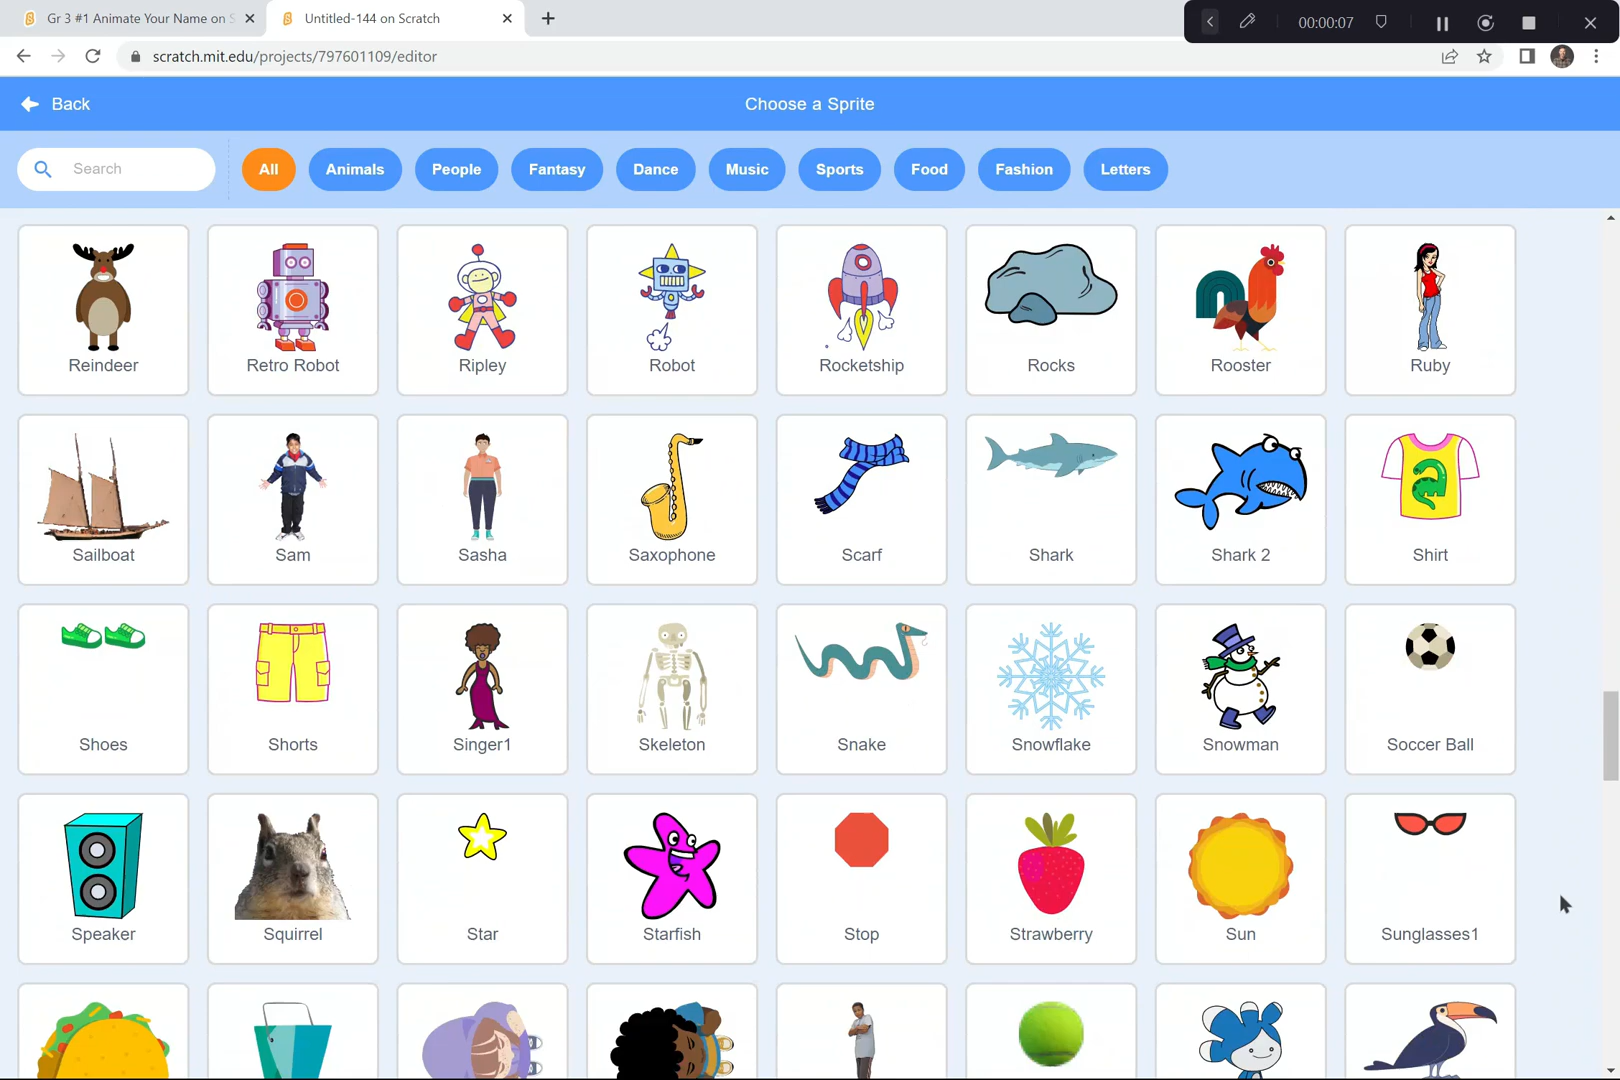 Gr 3 #1 Animate Your Name on S
Untitled-144 on Scratch
00:00:07
scratch.mit.edu/projects/797601109/editor
Back
Choose a Sprite
Search
All
Animals
People
Fantasy
Dance
Music
Sports
Food
Fashion
Letters
Reindeer
Retro Robot
Ripley
Robot
Rocketship
Rocks
Rooster
Ruby
Sailboat
Sam
Sasha
Saxophone
Scarf
Shark
Shark 2
Shirt
Shoes
Shorts
Singer1
Skeleton
Snake
Snowflake
Snowman
Soccer Ball
Speaker
Squirrel
Star
Starfish
Stop
Strawberry
Sun
Sunglasses1